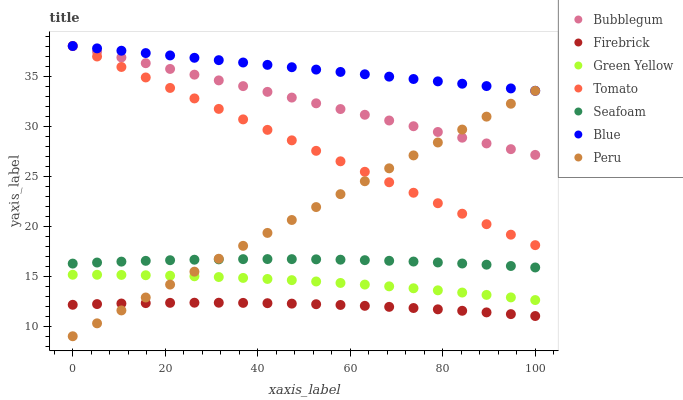 title
yaxis_label
35
30
25
20
15
10
0
20
40
60
80
100
xaxis_label
Bubblegum
Firebrick
Green Yellow
Tomato
Seafoam
Blue
Peru